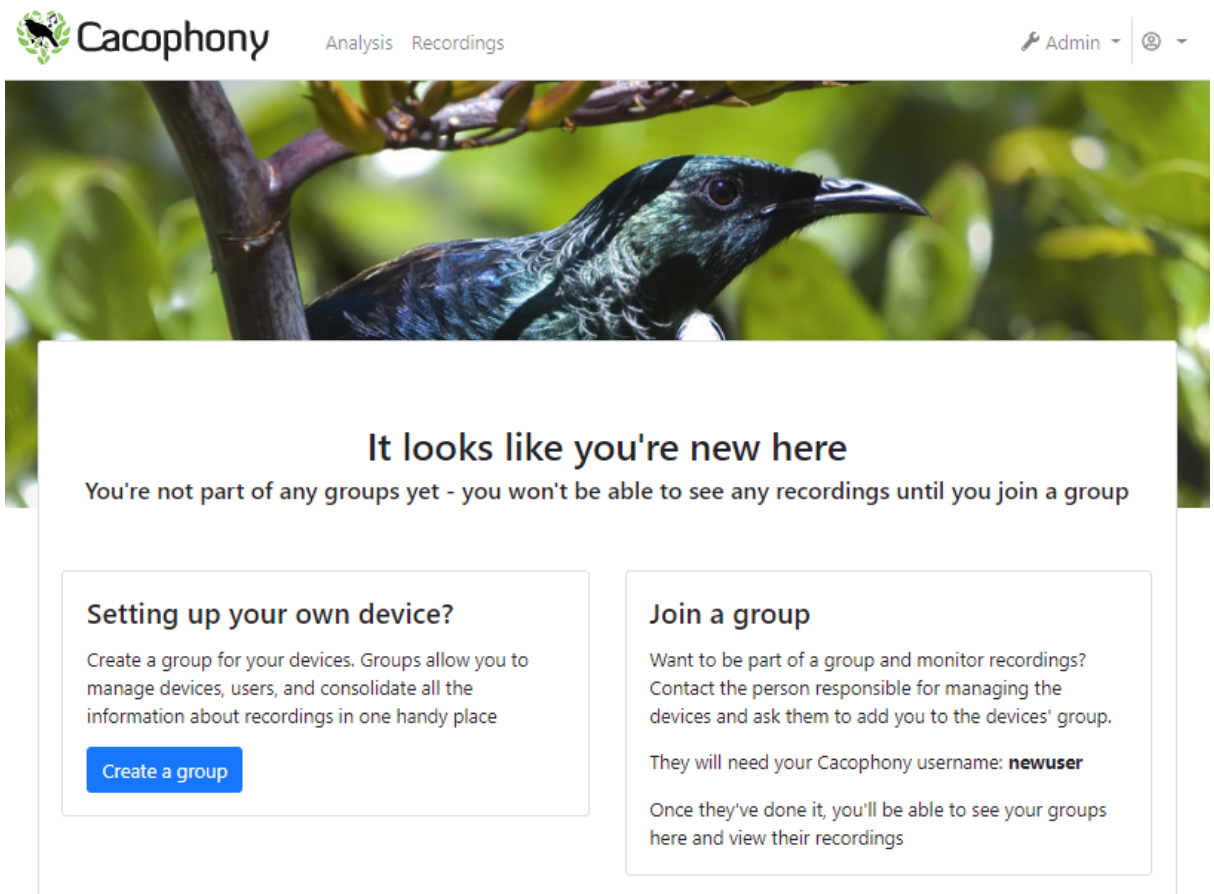 Cacophony Analysis Recordings Admin
It looks like you're new here
You're not part of any groups yet - you won't be able to see any recordings until you join a group
Setting up your own device?
Create a group for your devices. Groups allow you to
manage devices, users, and consolidate all the
information about recordings in one handy place
Create a group
Join a group
Want to be part of a group and monitor recordings?
Contact the person responsible for managing the
devices and ask them to add you to the devices' group.
They will need your Cacophony username: newuser
Once they've done it, you'll be able to see your groups
here and view their recordings